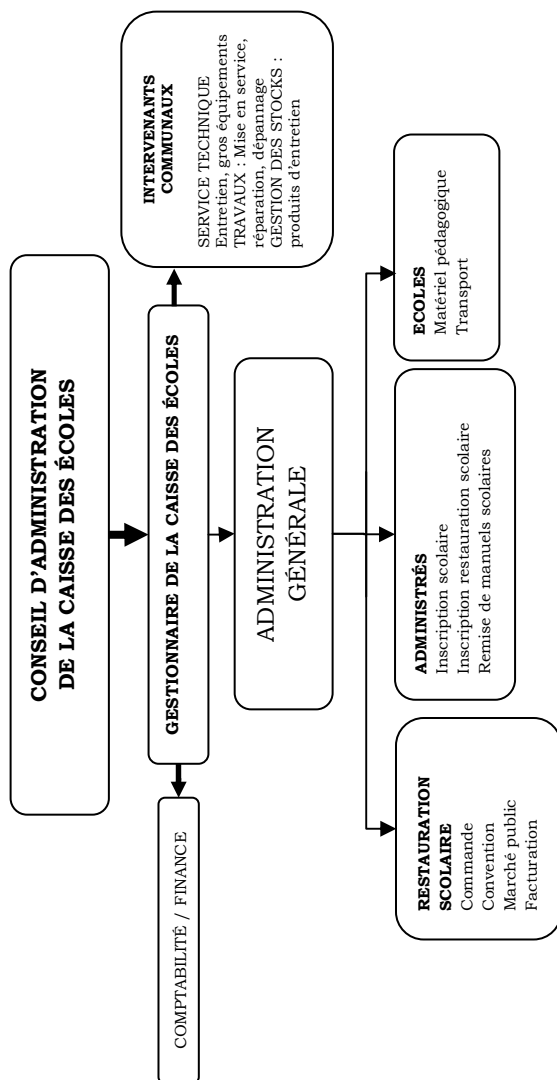 CONSEIL D'ADMINISTRATION
DE LA CAISSE DES ÉCOLES
COMPTABILITÉ / FINANCE
GESTIONNAIRE DE LA CAISSE DES ÉCOLES
INTERVENANTS
COMMUNAUX
SERVICE TECHNIQUE
Entretien, gros équipements
TRAVAUX : Mise en service,
réparation, dépannage
GESTION DES STOCKS :
produits d'entretien
ADMINISTRATION
GÉNÉRALE
RESTAURATION
SCOLAIRE
Commande
Convention
Marché public
Facturation
ADMINISTRÉS
Inscription scolaire
Inscription restauration scolaire
Remise de manuels scolaires
ECOLES
Matériel pédagogique
Transport